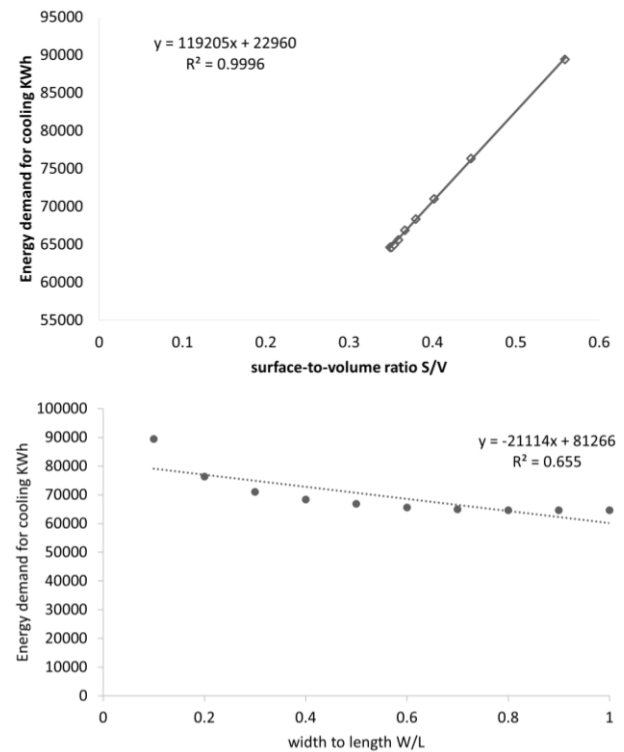 95000
90000
85000
80000
75000
70000
65000
60000
55000
Energy demand for cooling KWh
y = 119205x + 22960
R² = 0.9996
0 0.1 0.2 0.3 0.4 0.5 0.6
surface-to-volume ratio S/V
100000
90000
80000
70000
60000
50000
40000
30000
20000
10000
0
Energy demand for cooling KWh
y = -21114x + 81266
R² = 0.655
0 0.2 0.4 0.6 0.8 1
width to length W/L